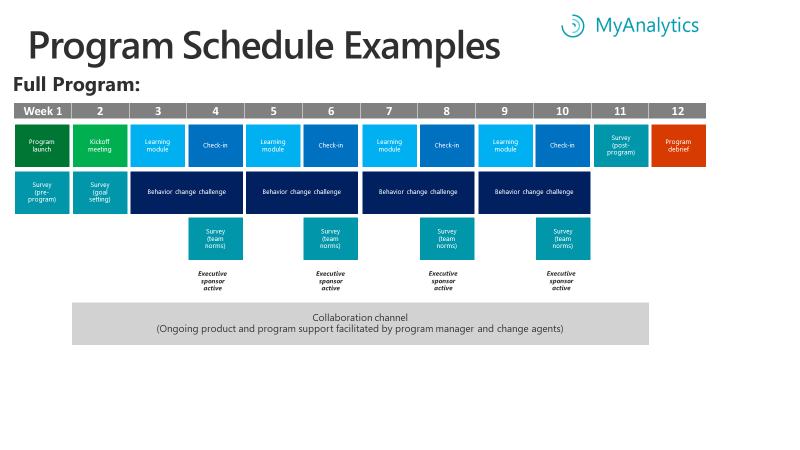 MyAnalytics
Program Schedule Examples
Full Program:
Week 1 2 3 4 5 6 7 8 9 10 11 12
Program
launch
Kickoff
meeting
Learning
module
Check-in
Learning
module
Check-in
Learning
module
Check-in
Learning
module
Check-in
Survey
(post-
program)
Program
debrief
Survey
(pre-
program)
Survey
(goal
setting)
Behavior change challenge
Behavior change challenge
Behavior change challenge
Behavior change challenge
Survey
(team
norms)
Survey
(team
norms)
Survey
(team
norms)
Survey
(team
norms)
Executive
sponsor
active
Executive
sponsor
active
Executive
sponsor
active
Executive
sponsor
active
Collaboration channel
(Ongoing product and program support facilitated by program manager and change agents)